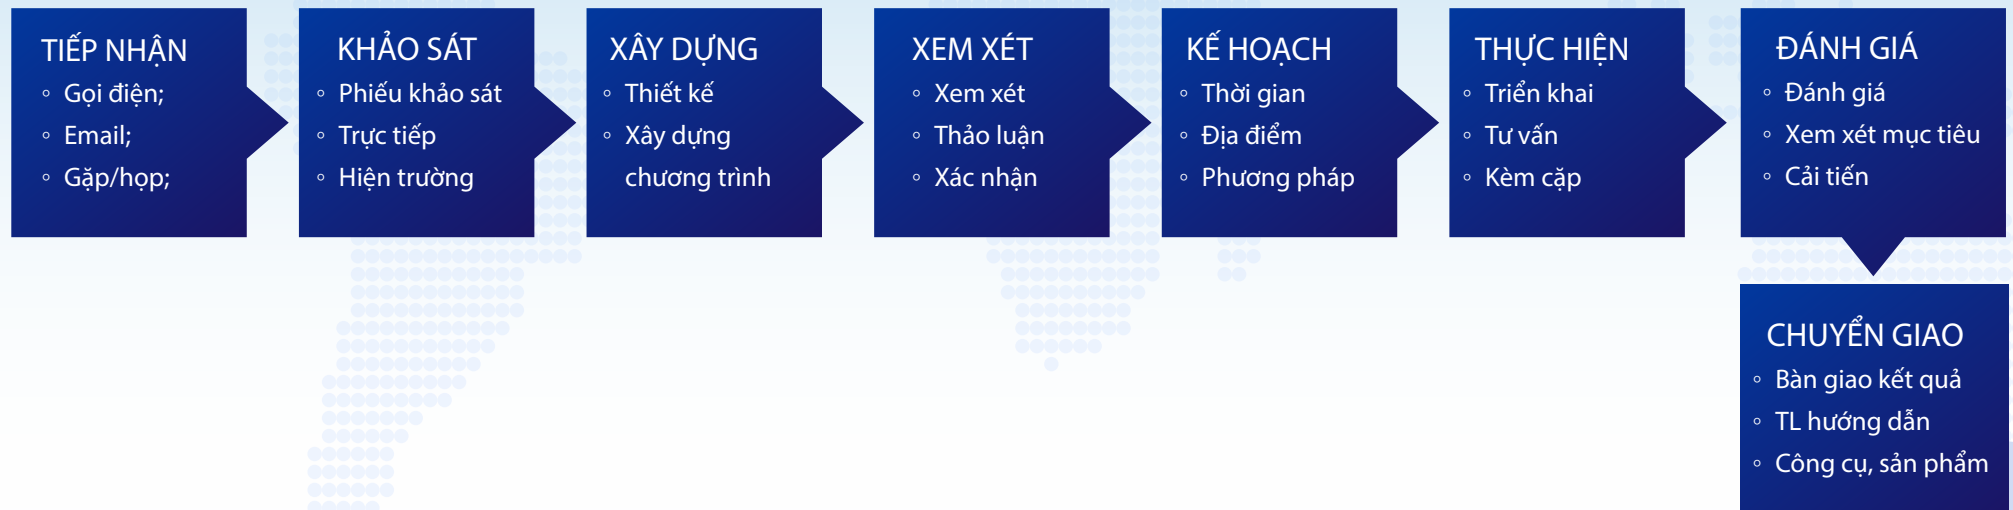 TIẾP NHẬN
◦ Gọi điện;
◦ Email;
◦ Gặp/họp;
KHẢO SÁT
◦ Phiếu khảo sát
◦ Trực tiếp
◦ Hiện trường
XÂY DỰNG
◦ Thiết kế
◦ Xây dựng
chương trình
XEM XÉT
◦ Xem xét
◦ Thảo luận
◦ Xác nhận
KẾ HOẠCH
◦ Thời gian
◦ Địa điểm
◦ Phương pháp
THỰC HIỆN
◦ Triển khai
◦ Tư vấn
◦ Kèm cặp
ĐÁNH GIÁ
◦ Đánh giá
◦ Xem xét mục tiêu
◦ Cải tiến
CHUYỂN GIAO
◦ Bàn giao kết quả
◦ TL hướng dẫn
◦ Công cụ, sản phẩm